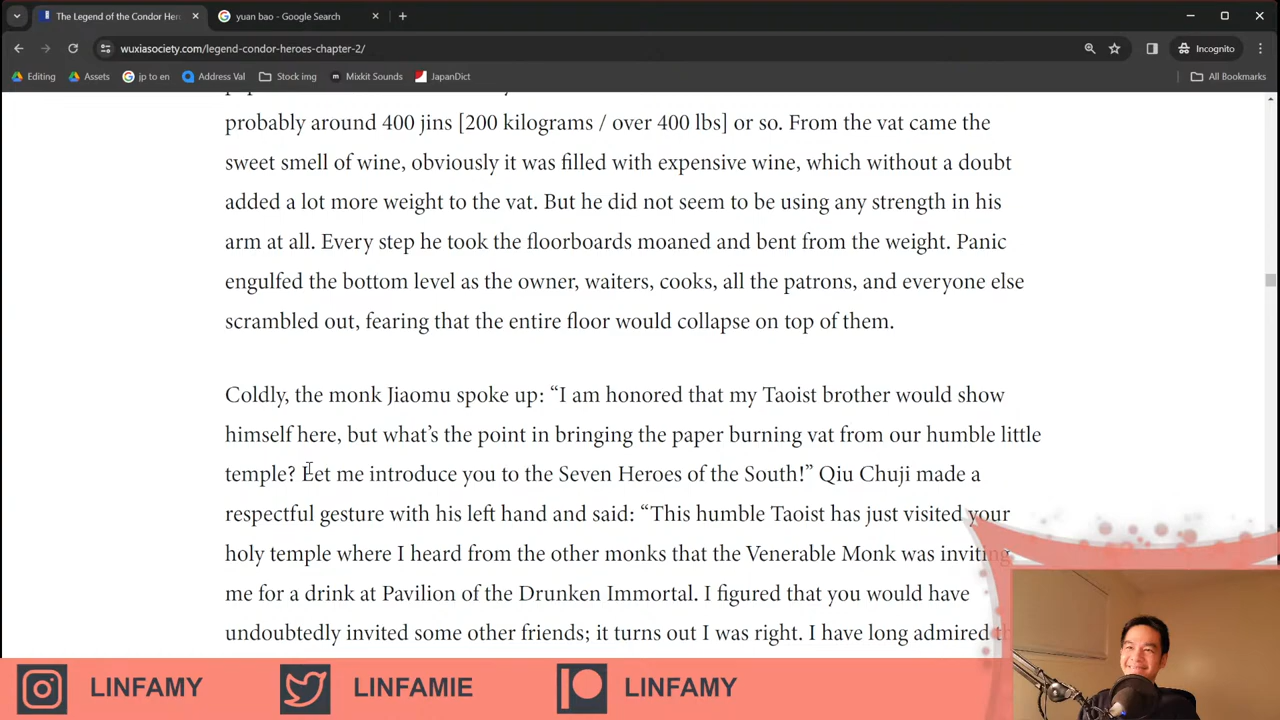 The Legend of the Condor Her
yuan bao - Google Search
wuxiasociety.com/legend-condor-heroes-chapter-2/
Incognito
Editing
Assets
jp to en
Address Val
Stock img
Mixkit Sounds
JapanDict
All Bookmarks
probably around 400 jins [200 kilograms / over 400 lbs] or so. From the vat came the
sweet smell of wine, obviously it was filled with expensive wine, which without a doubt
added a lot more weight to the vat. But he did not seem to be using any strength in his
arm at all. Every step he took the floorboards moaned and bent from the weight. Panic
engulfed the bottom level as the owner, waiters, cooks, all the patrons, and everyone else
scrambled out, fearing that the entire floor would collapse on top of them.
Coldly, the monk Jiaomu spoke up: “I am honored that my Taoist brother would show
himself here, but what’s the point in bringing the paper burning vat from our humble little
temple? Let me introduce you to the Seven Heroes of the South!” Qiu Chuji made a
respectful gesture with his left hand and said: “This humble Taoist has just visited your
holy temple where I heard from the other monks that the Venerable Monk was inviting
me for a drink at Pavilion of the Drunken Immortal. I figured that you would have
undoubtedly invited some other friends; it turns out I was right. I have long admired
LINFAMY
LINFAMIE
LINFAMY